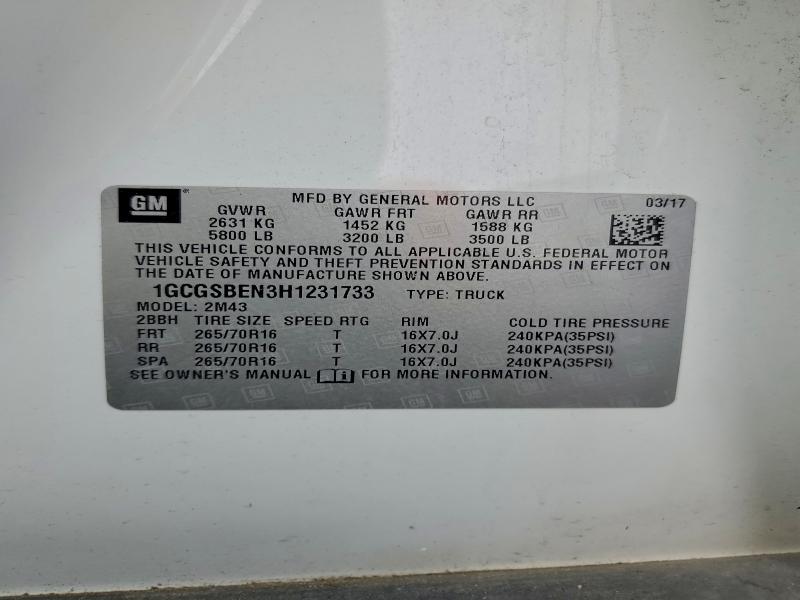 GM
MFD BY GENERAL MOTORS LLC 03/17
GVWR GAWR FRT GAWR RR
2631 KG 1452 KG 1588 KG
5800 LB 3200 LB 3500 LB
THIS VEHICLE CONFORMS TO ALL APPLICABLE U.S. FEDERAL MOTOR
VEHICLE SAFETY AND THEFT PREVENTION STANDARDS IN EFFECT ON
THE DATE OF MANUFACTURE SHOWN ABOVE.
1GCGSBEN3H1231733 TYPE: TRUCK
MODEL: 2M43
2BBH TIRE SIZE SPEED RTG RIM COLD TIRE PRESSURE
FRT 265/70R16 T 16X7.0J 240KPA(35PSI)
RR 265/70R16 T 16X7.0J 240KPA(35PSI)
SPA 265/70R16 T 16X7.0J 240KPA(35PSI)
SEE OWNER'S MANUAL FOR MORE INFORMATION.